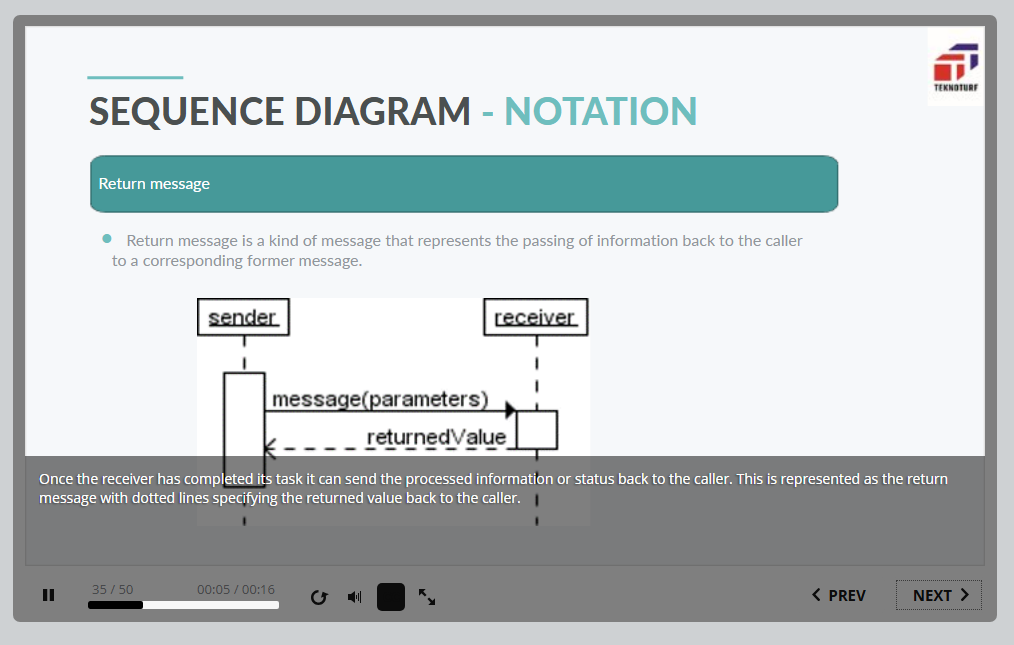 TEKNOTURF
SEQUENCE DIAGRAM - NOTATION
Return message
Return message is a kind of message that represents the passing of information back to the caller
to a corresponding former message.
sender
receiver
message(parameters)
returnedValue
Once the receiver has completed its task it can send the processed information or status back to the caller. This is represented as the return
message with dotted lines specifying the returned value back to the caller.
35 / 50
00:05 / 00:16
PREV
NEXT